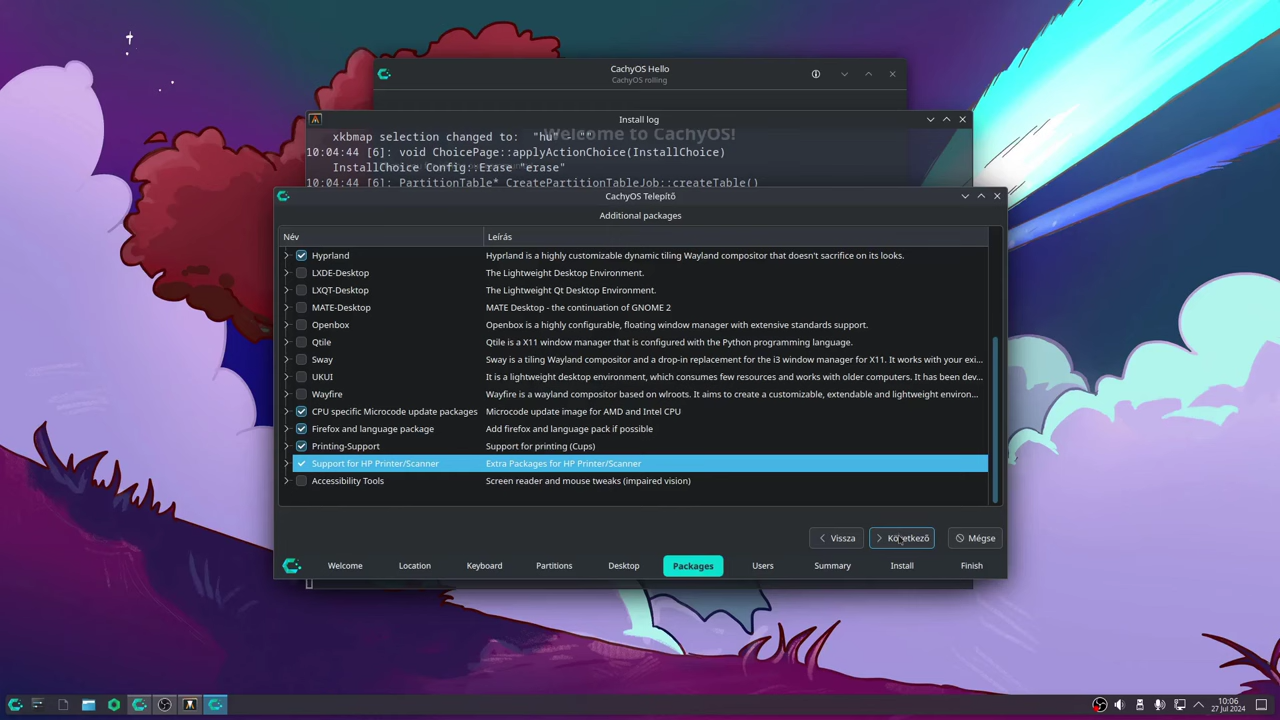 CachyOS Hello
CachyOS rolling
Install log
Welcome to CachyOS!
xkbmap selection changed to:  "hu" - ""
10:04:44 [6]: void ChoicePage::applyActionChoice(InstallChoice)
InstallChoice Config::Erase "erase"
10:04:44 [6]: PartitionTable* CreatePartitionTableJob::createTable()
CachyOS Telepítő
Additional packages
Név Leírás
Hyprland Hyprland is a highly customizable dynamic tiling Wayland compositor that doesn't sacrifice on its looks.
LXDE-Desktop The Lightweight Desktop Environment.
LXQT-Desktop The Lightweight Qt Desktop Environment.
MATE-Desktop MATE Desktop - the continuation of GNOME 2
Openbox Openbox is a highly configurable, floating window manager with extensive standards support.
Qtile Qtile is a X11 window manager that is configured with the Python programming language.
Sway Sway is a tiling Wayland compositor and a drop-in replacement for the i3 window manager for X11. It works with your exi...
UKUI It is a lightweight desktop environment, which consumes few resources and works with older computers. It has been dev...
Wayfire Wayfire is a wayland compositor based on wlroots. It aims to create a customizable, extendable and lightweight environ...
CPU specific Microcode update packages Microcode update image for AMD and Intel CPU
Firefox and language package Add firefox and language pack if possible
Printing-Support Support for printing (Cups)
Support for HP Printer/Scanner Extra Packages for HP Printer/Scanner
Accessibility Tools Screen reader and mouse tweaks (impaired vision)
Vissza Következő Mégse
Welcome Location Keyboard Partitions Desktop Packages Users Summary Install Finish
10:06
27 Jul 2024